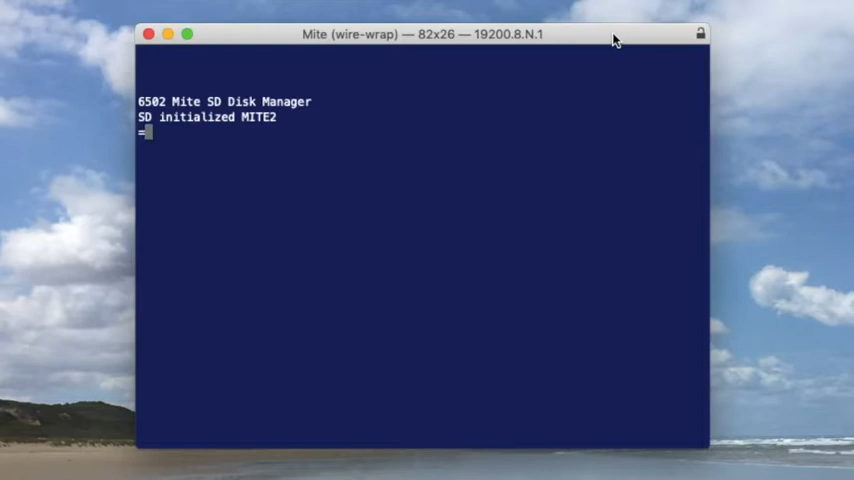 Mite (wire-wrap) — 82x26 — 19200.8.N.1
6502 Mite SD Disk Manager
SD initialized MITE2
=